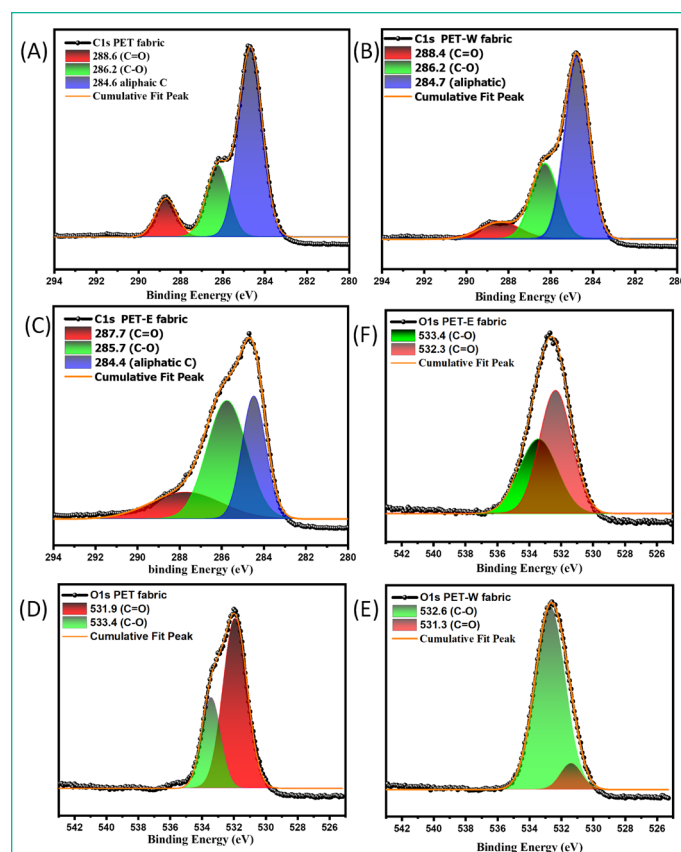 (A)
C1s PET fabric
288.6 (C=O)
286.2 (C-O)
284.6 aliphaic C
Cumulative Fit Peak
294 292 290 288 286 284 282 280
Binding Eenergy (eV)
(B)
C1s PET-W fabric
288.4 (C=O)
286.2 (C-O)
284.7 (aliphatic)
Cumulative Fit Peak
294 292 290 288 286 284 282 280
Binding Eenergy (eV)
(C)
C1s PET-E fabric
287.7 (C=O)
285.7 (C-O)
284.4 (aliphatic C)
Cumulative Fit Peak
294 292 290 288 286 284 282 280
binding Energy (eV)
(F)
O1s PET-E fabric
533.4 (C-O)
532.3 (C=O)
Cumulative Fit Peak
542 540 538 536 534 532 530 528 526
Binding Energy (eV)
(D)
O1s PET fabric
531.9 (C=O)
533.4 (C-O)
Cumulative Fit Peak
543 542 540 538 536 534 532 530 528 526
Binding Energy (eV)
(E)
O1s PET-W fabric
532.6 (C-O)
531.3 (C=O)
Cumulative Fit Peak
543 542 540 538 536 534 532 530 528 526
Binding Energy (eV)